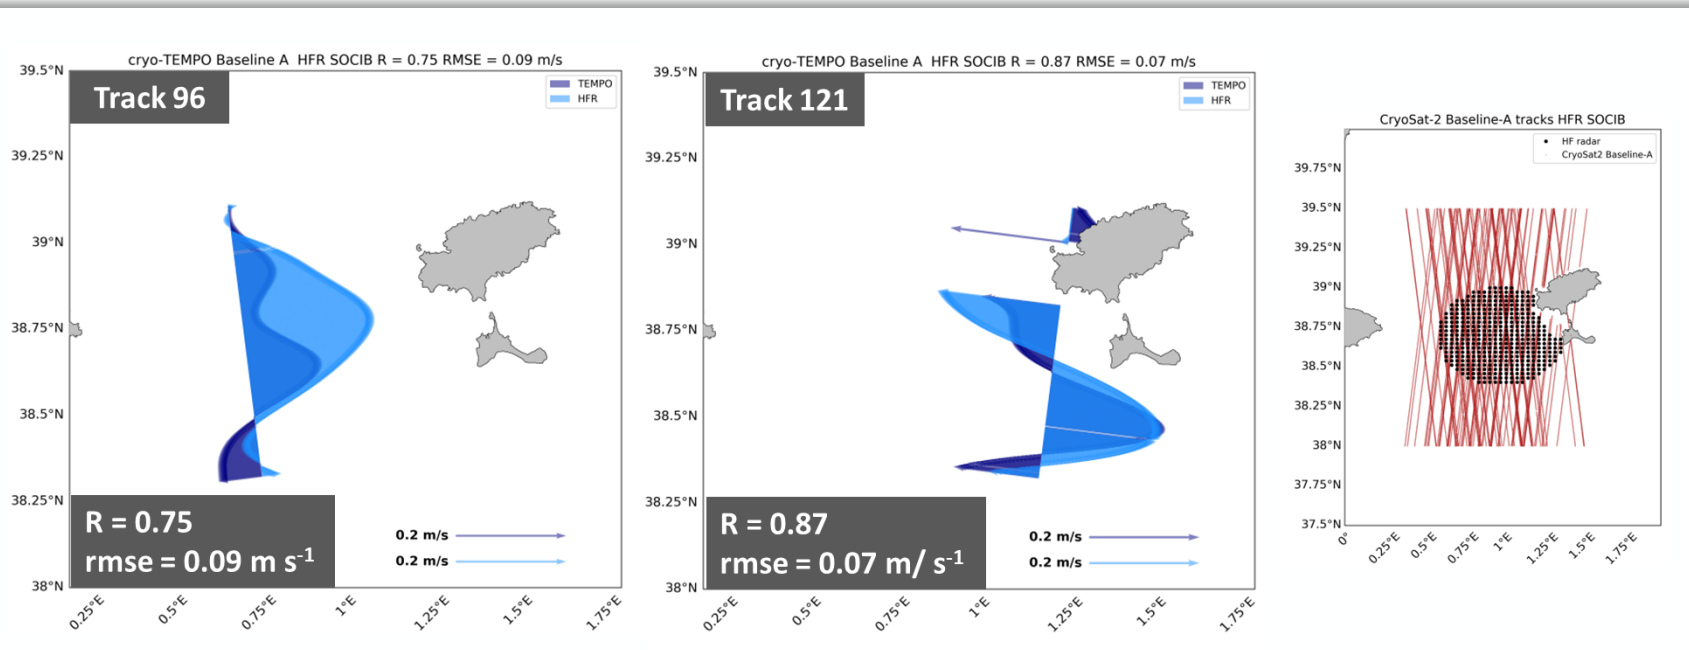 cryo-TEMPO Baseline A  HFR SOCIB R = 0.75 RMSE = 0.09 m/s
39.5°N
Track 96
TEMPO
HFR
39.25°N
39°N
38.75°N
38.5°N
38.25°N
R = 0.75
rmse = 0.09 m s-1
0.2 m/s
0.2 m/s
38°N
0.25°E
0.5°E
0.75°E
1°E
1.25°E
1.5°E
1.75°E
cryo-TEMPO Baseline A  HFR SOCIB R = 0.87 RMSE = 0.07 m/s
39.5°N
Track 121
TEMPO
HFR
39.25°N
39°N
38.75°N
38.5°N
38.25°N
R = 0.87
rmse = 0.07 m/ s-1
0.2 m/s
0.2 m/s
38°N
0.25°E
0.5°E
0.75°E
1°E
1.25°E
1.5°E
1.75°E
CryoSat-2 Baseline-A tracks HFR SOCIB
HF radar
CryoSat2 Baseline-A
39.75°N
39.5°N
39.25°N
39°N
38.75°N
38.5°N
38.25°N
38°N
37.75°N
37.5°N
0°
0.25°E
0.5°E
0.75°E
1°E
1.25°E
1.5°E
1.75°E